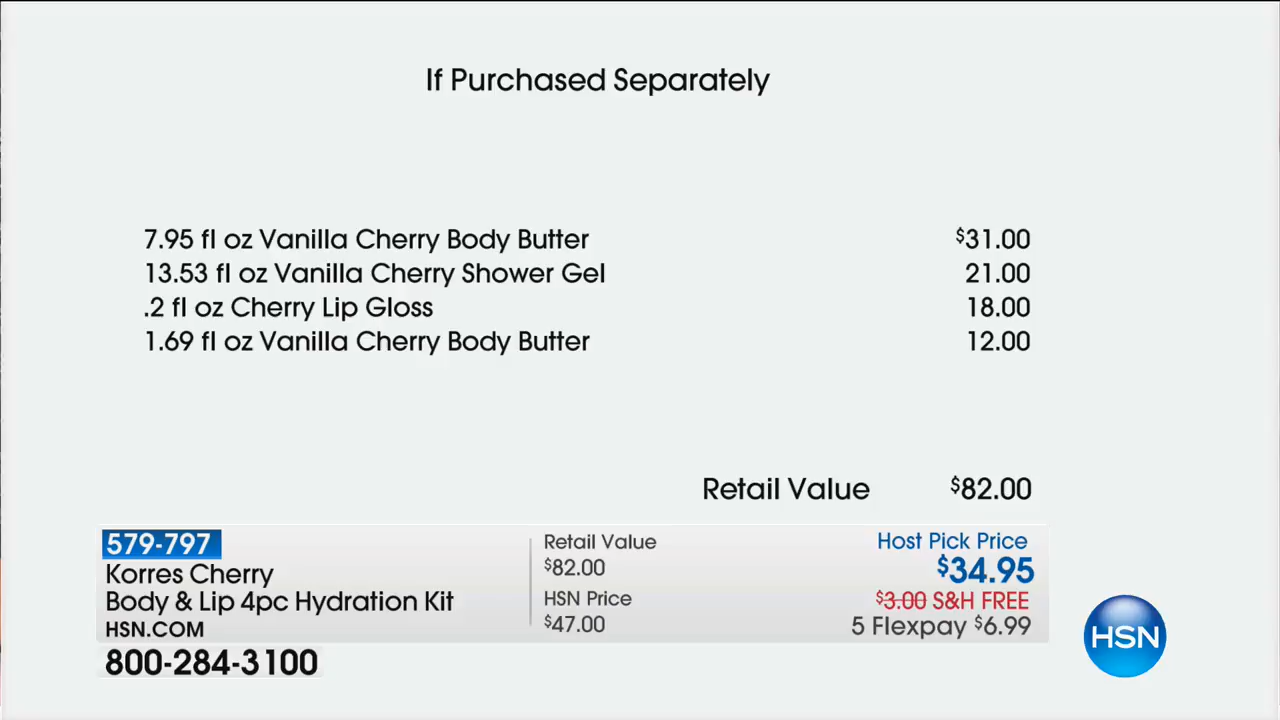 If Purchased Separately
7.95 fl oz Vanilla Cherry Body Butter $31.00
13.53 fl oz Vanilla Cherry Shower Gel 21.00
.2 fl oz Cherry Lip Gloss 18.00
1.69 fl oz Vanilla Cherry Body Butter 12.00
Retail Value $82.00
579-797
Korres Cherry
Body & Lip 4pc Hydration Kit
HSN.COM
800-284-3100
Retail Value
$82.00
HSN Price
$47.00
Host Pick Price
$34.95
$3.00 S&H FREE
5 Flexpay $6.99
HSN